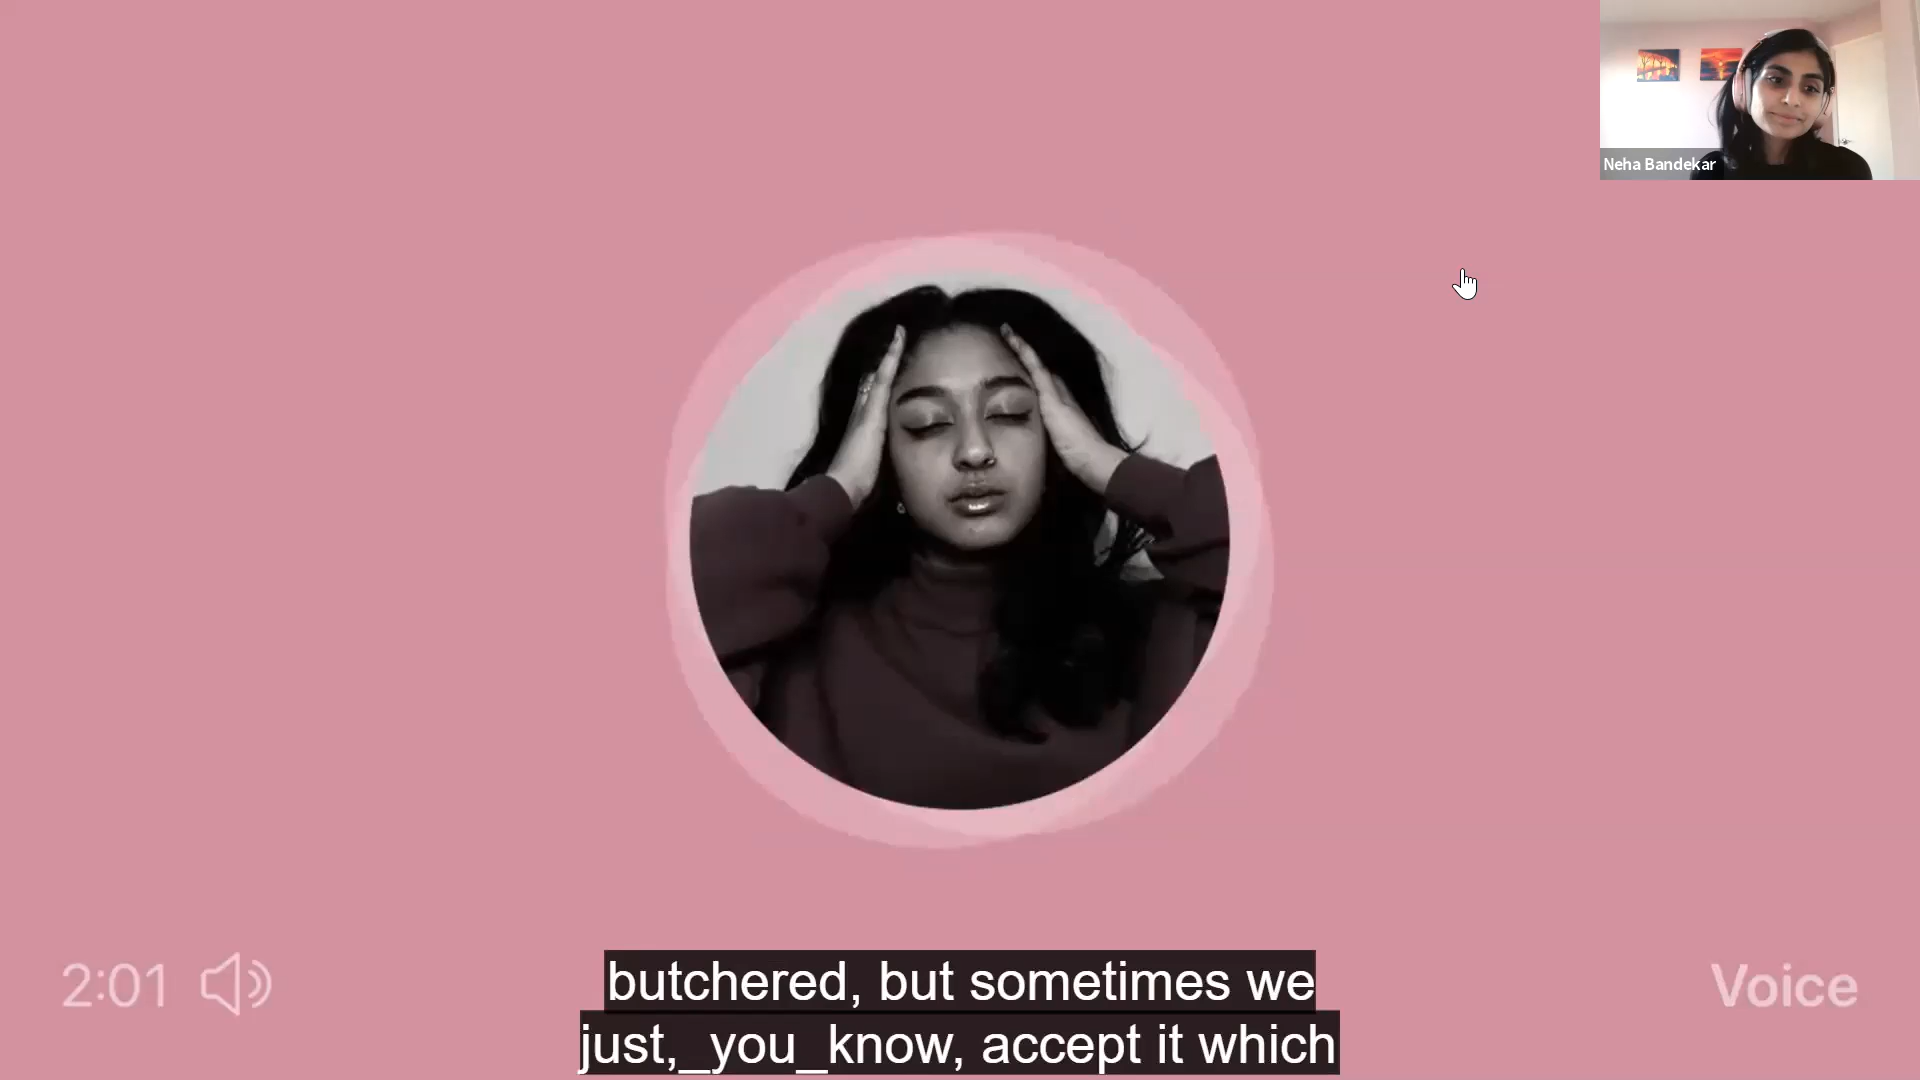 Neha Bandekar
2:01
Voice
butchered, but sometimes we
just,_you_know, accept it which